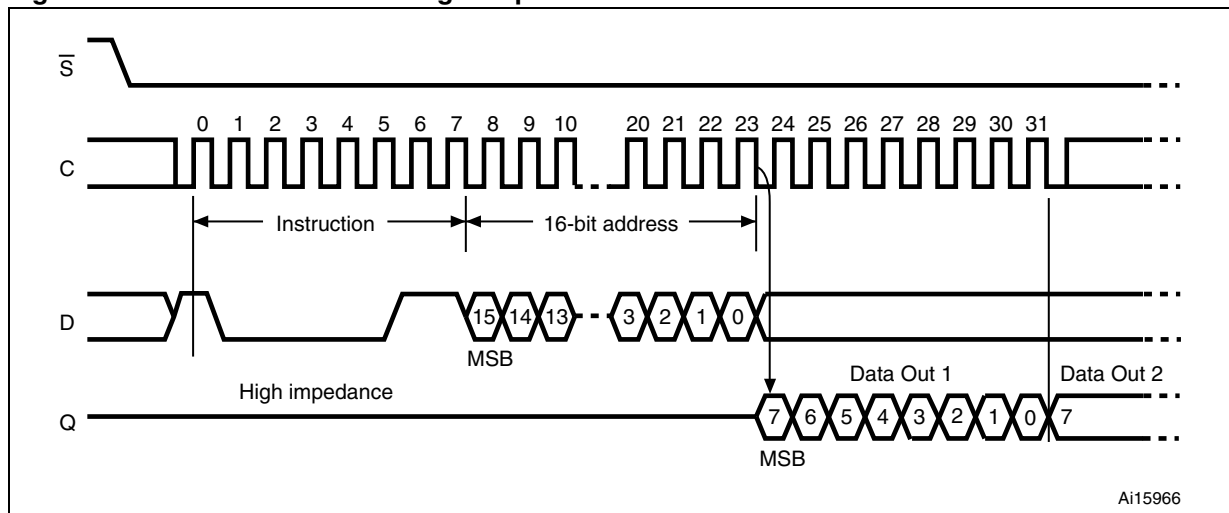 S
0 1 2 3 4 5 6 7 8 9 10 20 21 22 23 24 25 26 27 28 29 30 31
C
Instruction 16-bit address
D
15 14 13 3 2 1 0
MSB
High impedance
Data Out 1 Data Out 2
Q
7 6 5 4 3 2 1 0 7
MSB
Ai15966